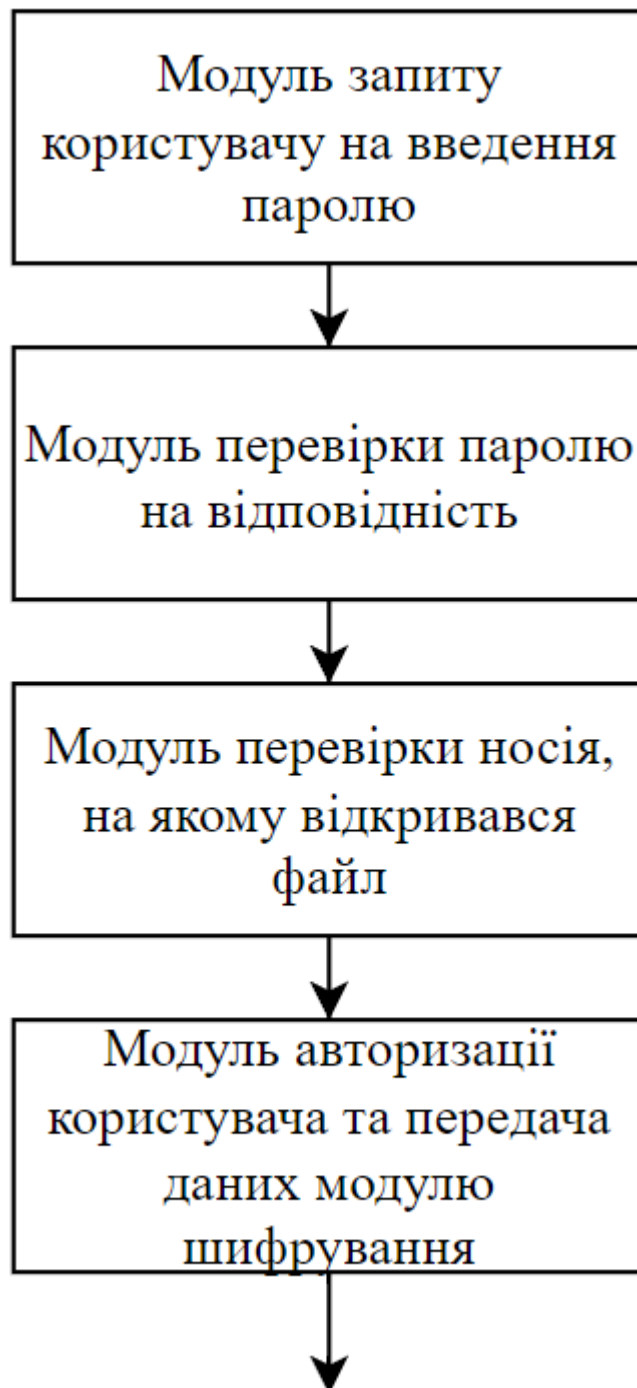 Модуль запиту
користувачу на введення
паролю
Модуль перевірки паролю
на відповідність
Модуль перевірки носія,
на якому відкривався
файл
Модуль авторизації
користувача та передача
даних модулю
шифрування